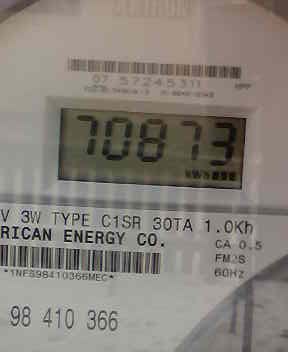 07 57245311
70873
V 3W TYPE C1SR 30TA 1.0Kh
RICAN ENERGY CO.
CA 0.5
FM2S
*1NFS98410366MEC*
60HZ
98 410 366